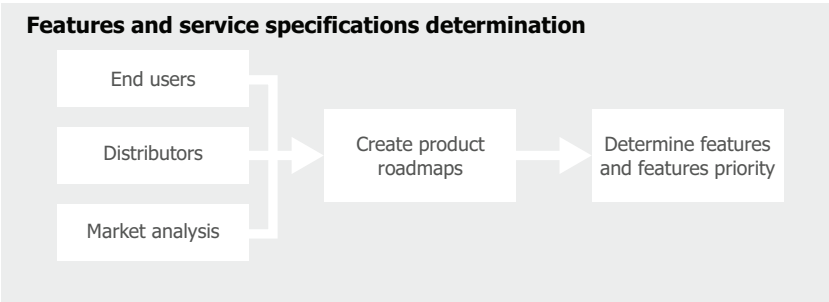 Features and service specifications determination
End users
Distributors
Market analysis
Create product
roadmaps
Determine features
and features priority